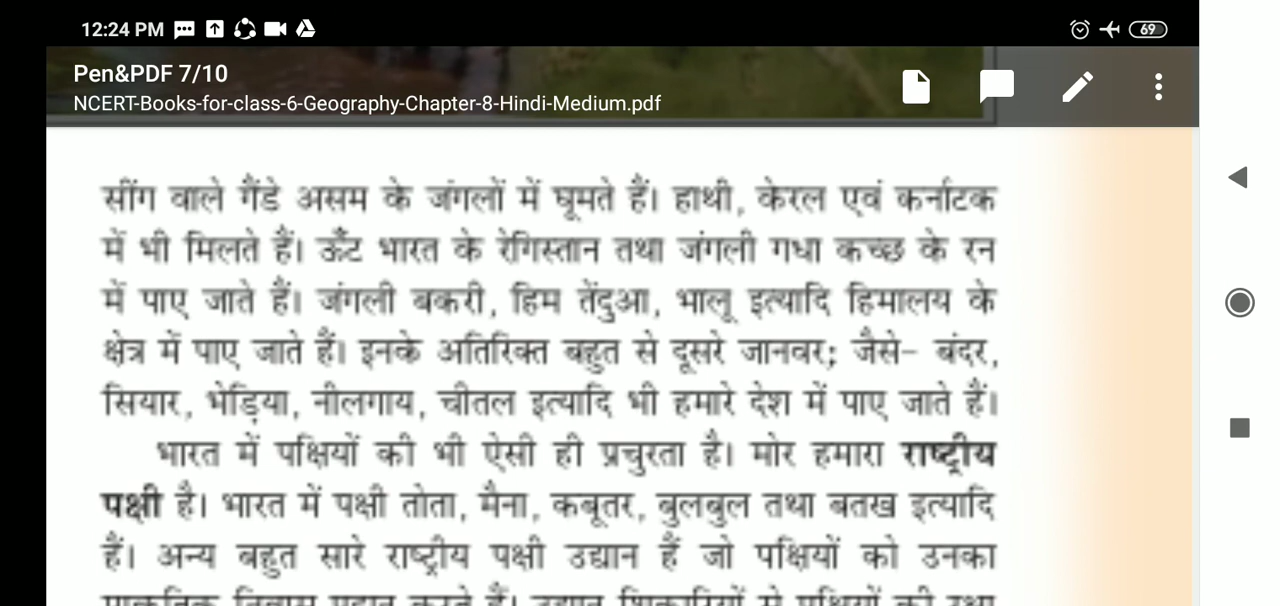 12:24 PM
69
Pen&PDF 7/10
NCERT-Books-for-class-6-Geography-Chapter-8-Hindi-Medium.pdf
सींग वाले गैंडे असम के जंगलों में घूमते हैं। हाथी, केरल एवं कर्नाटक
में भी मिलते हैं। ऊँट भारत के रेगिस्तान तथा जंगली गधा कच्छ के रन
में पाए जाते हैं। जंगली बकरी, हिम तेंदुआ, भालू इत्यादि हिमालय के
क्षेत्र में पाए जाते हैं। इनके अतिरिक्त बहुत से दूसरे जानवर; जैसे- बंदर,
सियार, भेड़िया, नीलगाय, चीतल इत्यादि भी हमारे देश में पाए जाते हैं।
भारत में पक्षियों की भी ऐसी ही प्रचुरता है। मोर हमारा राष्ट्रीय
पक्षी है। भारत में पक्षी तोता, मैना, कबूतर, बुलबुल तथा बतख इत्यादि
हैं। अन्य बहुत सारे राष्ट्रीय पक्षी उद्यान हैं जो पक्षियों को उनका